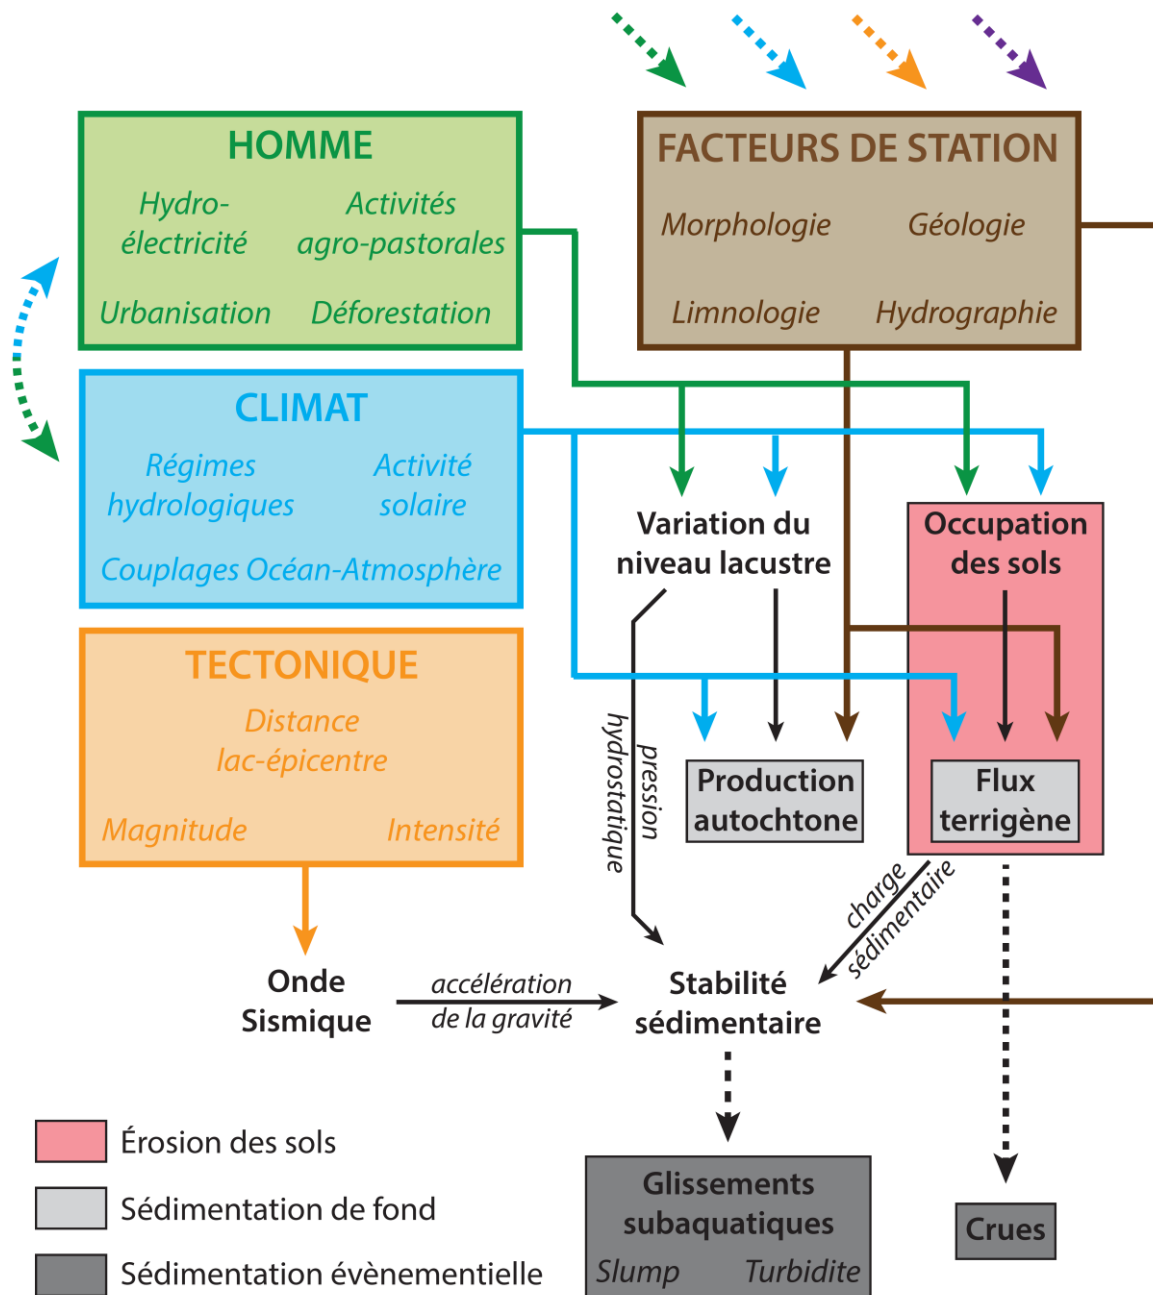 HOMME
Hydro-
électricité
Activités
agro-pastorales
Urbanisation
Déforestation
FACTEURS DE STATION
Morphologie
Géologie
Limnologie
Hydrographie
CLIMAT
Régimes
hydrologiques
Activité
solaire
Couplages Océan-Atmosphère
Variation du
niveau lacustre
Occupation
des sols
TECTONIQUE
Distance
lac-épicentre
Magnitude
Intensité
pression
hydrostatique
Production
autochtone
Flux
terrigène
charge
sédimentaire
Onde
Sismique
accélération
de la gravité
Stabilité
sédimentaire
Érosion des sols
Sédimentation de fond
Sédimentation évènementielle
Glissements
subaquatiques
Slump
Turbidite
Crues